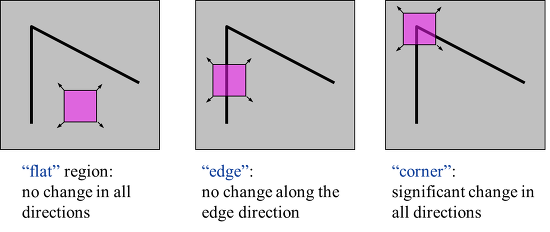 “flat” region:
no change in all
directions
“edge”:
no change along the
edge direction
“corner”:
significant change in
all directions